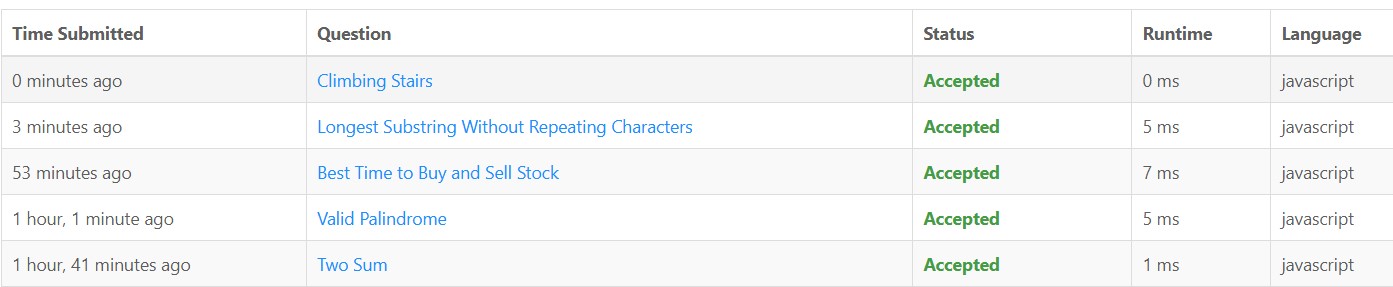 Time Submitted Question Status Runtime Language
0 minutes ago Climbing Stairs Accepted 0 ms javascript
3 minutes ago Longest Substring Without Repeating Characters Accepted 5 ms javascript
53 minutes ago Best Time to Buy and Sell Stock Accepted 7 ms javascript
1 hour, 1 minute ago Valid Palindrome Accepted 5 ms javascript
1 hour, 41 minutes ago Two Sum Accepted 1 ms javascript